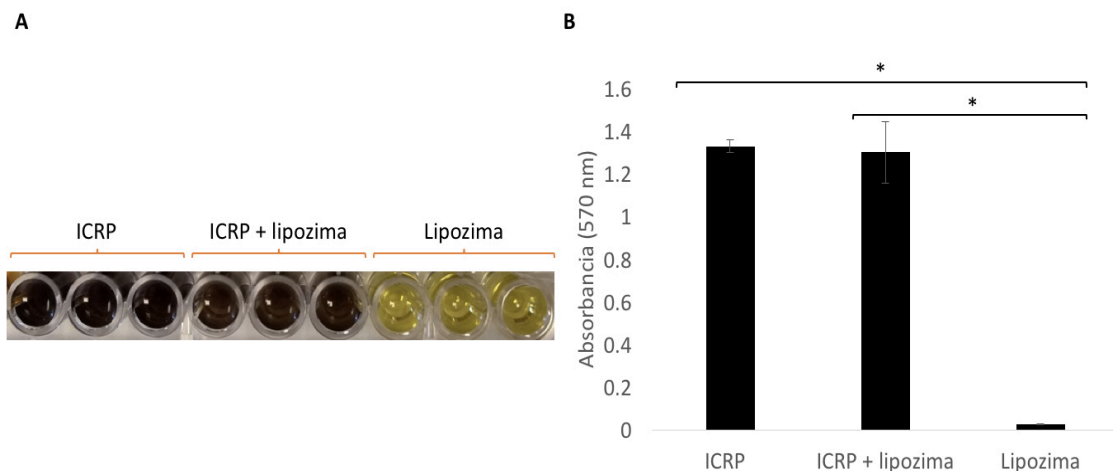 A
ICRP
ICRP + lipozima
Lipozima
B
*
*
Absorbancia (570 nm)
1.6
1.4
1.2
1
0.8
0.6
0.4
0.2
0
ICRP
ICRP + lipozima
Lipozima